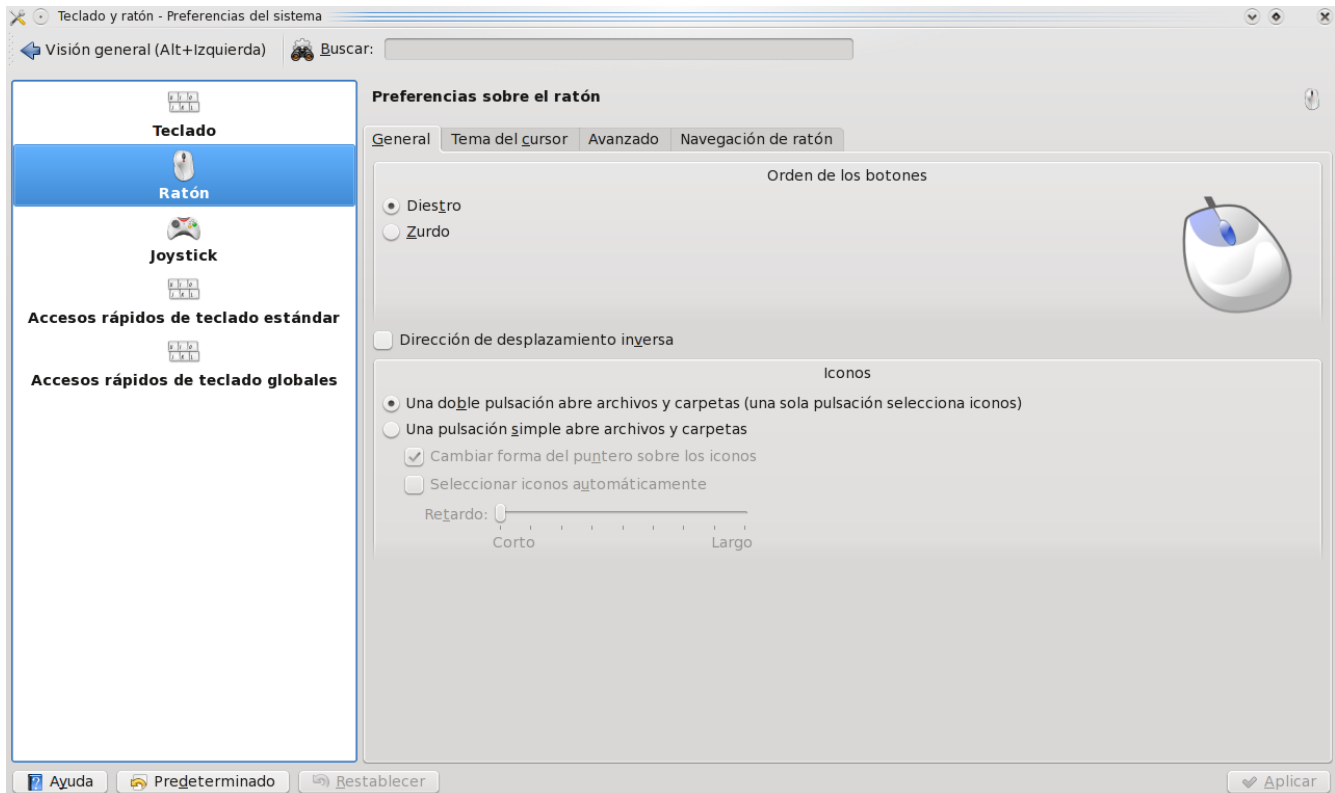 Teclado y ratón - Preferencias del sistema
Visión general (Alt+Izquierda)
Buscar:
Teclado
Ratón
Joystick
Accesos rápidos de teclado estándar
Accesos rápidos de teclado globales
Preferencias sobre el ratón
General
Tema del cursor
Avanzado
Navegación de ratón
Orden de los botones
Diestro
Zurdo
Dirección de desplazamiento inversa
Iconos
Una doble pulsación abre archivos y carpetas (una sola pulsación selecciona iconos)
Una pulsación simple abre archivos y carpetas
Cambiar forma del puntero sobre los iconos
Seleccionar iconos automáticamente
Retardo:
Corto
Largo
Ayuda
Predeterminado
Restablecer
Aplicar